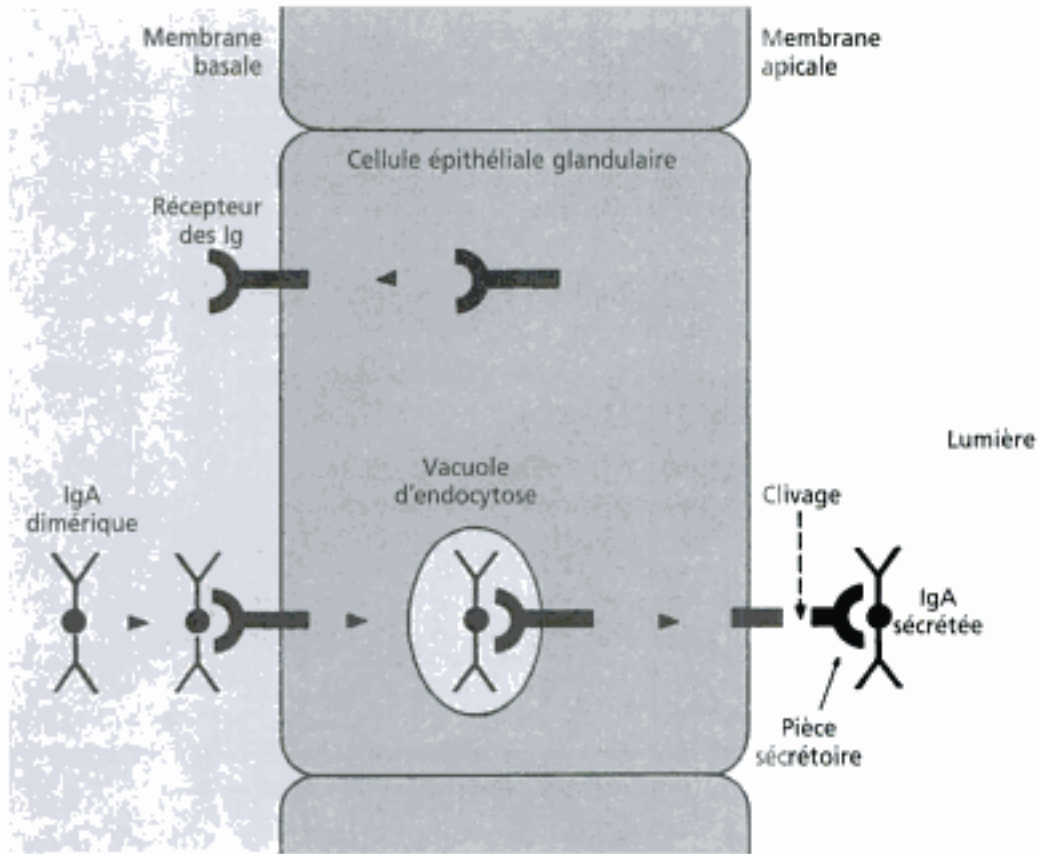 Membrane
basale
Membrane
apicale
Cellule épithéliale glandulaire
Récepteur
des Ig
Lumière
Vacuole
d'endocytose
IgA
dimérique
Clivage
IgA
sécrétée
Pièce
sécrétoire